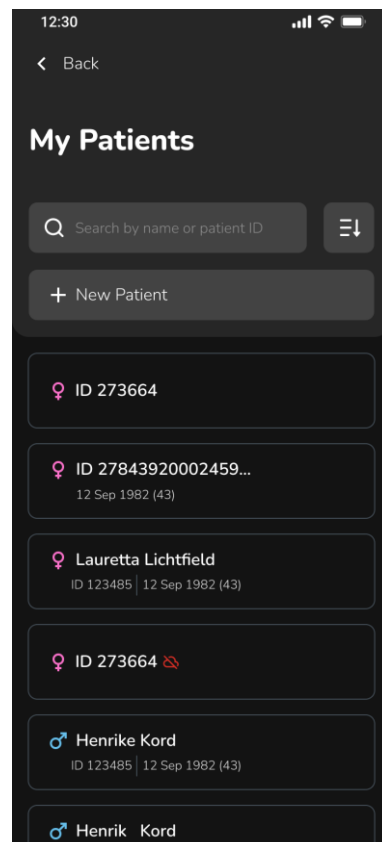 12:30
Back
My Patients
Search by name or patient ID
New Patient
ID 273664
ID 27843920002459...
12 Sep 1982 (43)
Lauretta Lichtfield
ID 123485 | 12 Sep 1982 (43)
ID 273664
Henrike Kord
ID 123485 | 12 Sep 1982 (43)
Henrik Kord